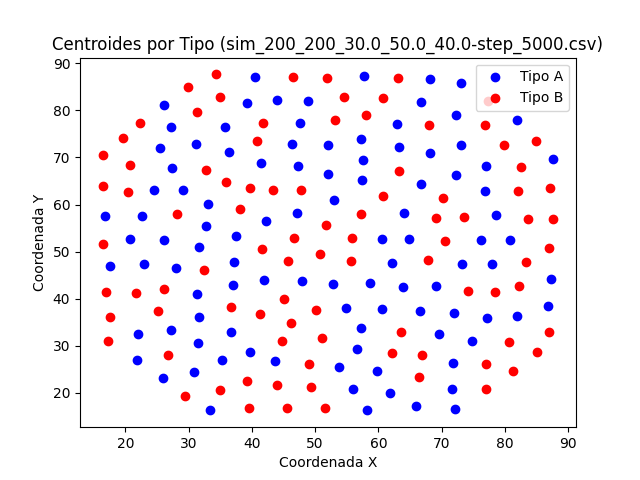 Centroides por Tipo (sim_200_200_30.0_50.0_40.0-step_5000.csv)
Tipo A
Tipo B
Coordenada Y
90
80
70
60
50
40
30
20
20 30 40 50 60 70 80 90
Coordenada X